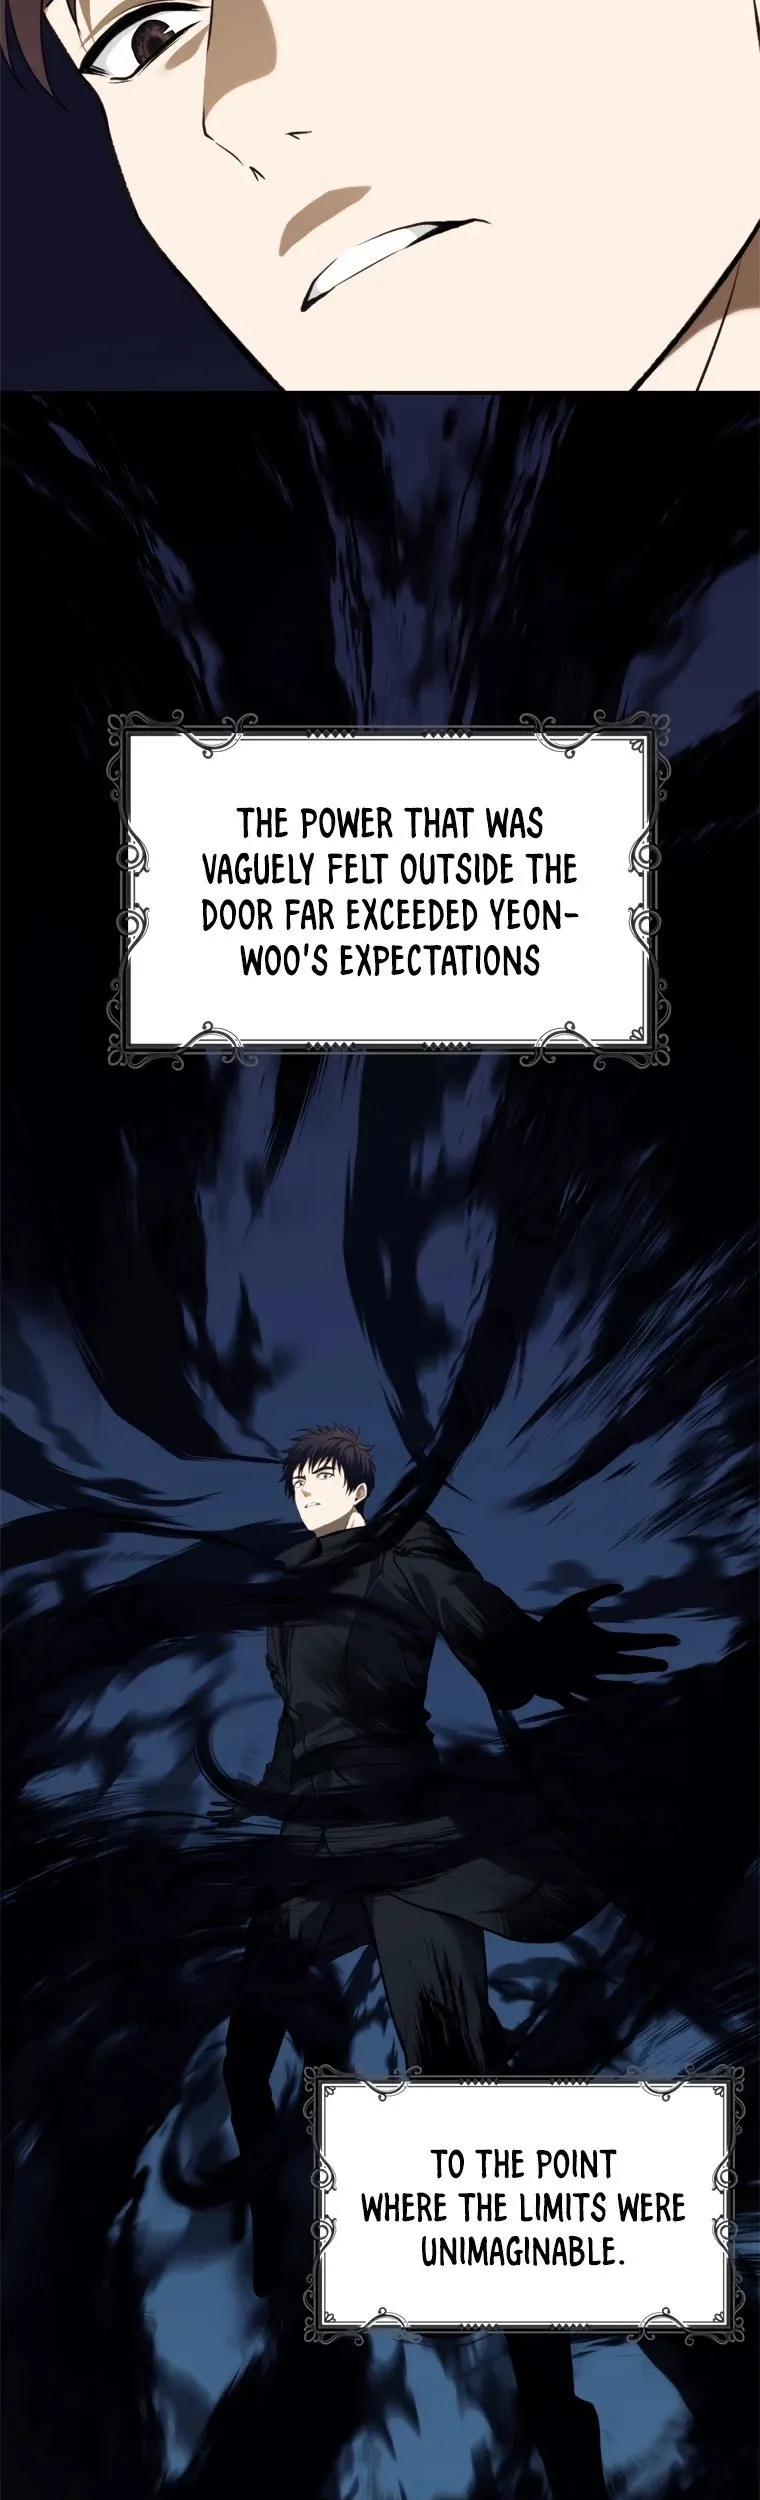 THE POWER THAT WAS
VAGUELY FELT OUTSIDE THE
DOOR FAR EXCEEDED YEON-
WOO'S EXPECTATIONS
TO THE POINT
WHERE THE LIMITS WERE
UNIMAGINABLE.